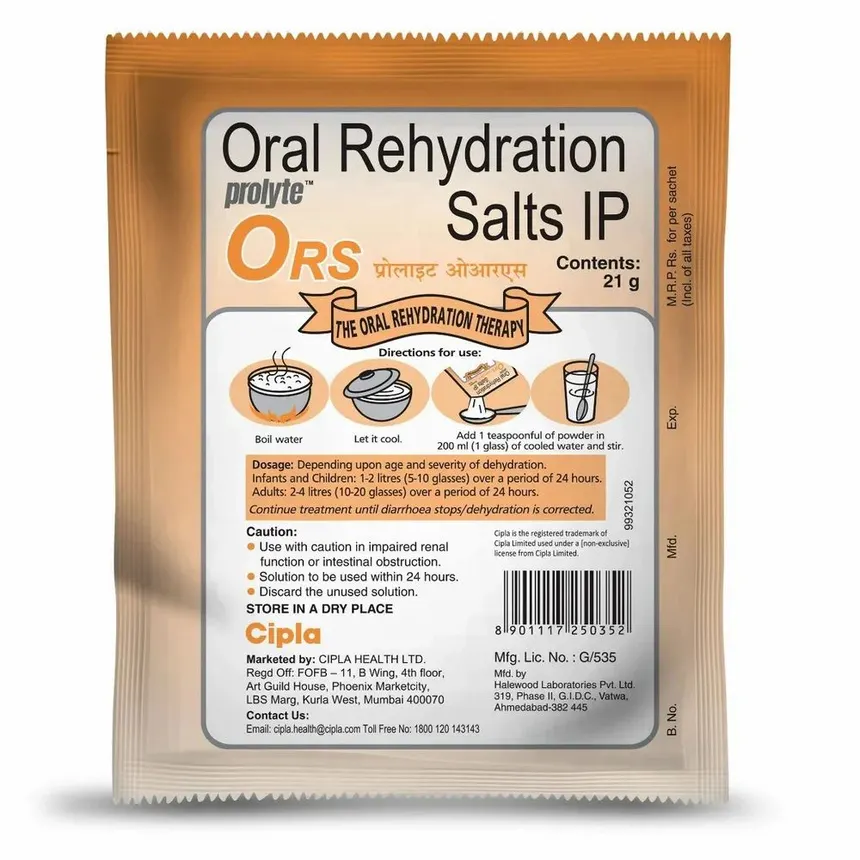 Oral Rehydration
prolyte™
Salts IP
ORS प्रोलाइट ओआरएस
Contents:
21 g
THE ORAL REHYDRATION THERAPY
Directions for use:
Oral Rehydration
Salts IP
Boil water
Let it cool.
Add 1 teaspoonful of powder in
200 ml (1 glass) of cooled water and stir.
Dosage: Depending upon age and severity of dehydration.
Infants and Children: 1-2 litres (5-10 glasses) over a period of 24 hours.
Adults: 2-4 litres (10-20 glasses) over a period of 24 hours.
Continue treatment until diarrhoea stops/dehydration is corrected.
Caution:
Use with caution in impaired renal
function or intestinal obstruction.
Solution to be used within 24 hours.
Discard the unused solution.
STORE IN A DRY PLACE
Cipla
Marketed by: CIPLA HEALTH LTD.
Regd Off: FOFB – 11, B Wing, 4th floor,
Art Guild House, Phoenix Marketcity,
LBS Marg, Kurla West, Mumbai 400070
Contact Us:
Email: cipla.health@cipla.com Toll Free No: 1800 120 143143
99321052
Cipla is the registered trademark of
Cipla Limited used under a [non-exclusive]
license from Cipla Limited.
8 901117 250352
Mfg. Lic. No. : G/535
Mfd. by
Halewood Laboratories Pvt. Ltd.
319, Phase II, G.I.D.C., Vatwa,
Ahmedabad-382 445
M.R.P. Rs. for per sachet
(Incl. of all taxes)
Exp.
Mfd.
B. No.